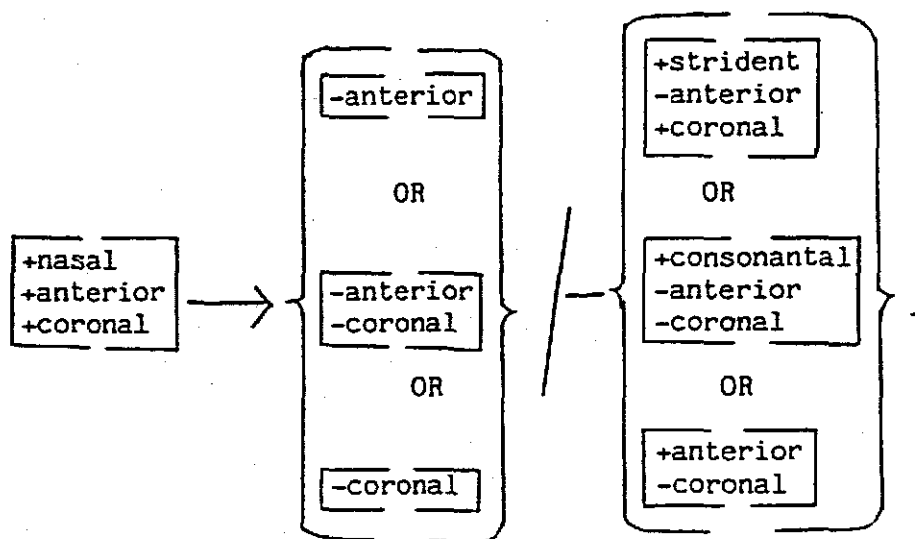 +nasal
+anterior
+coronal
-anterior
OR
-anterior
-coronal
OR
-coronal
+strident
-anterior
+coronal
OR
+consonantal
-anterior
-coronal
OR
+anterior
-coronal